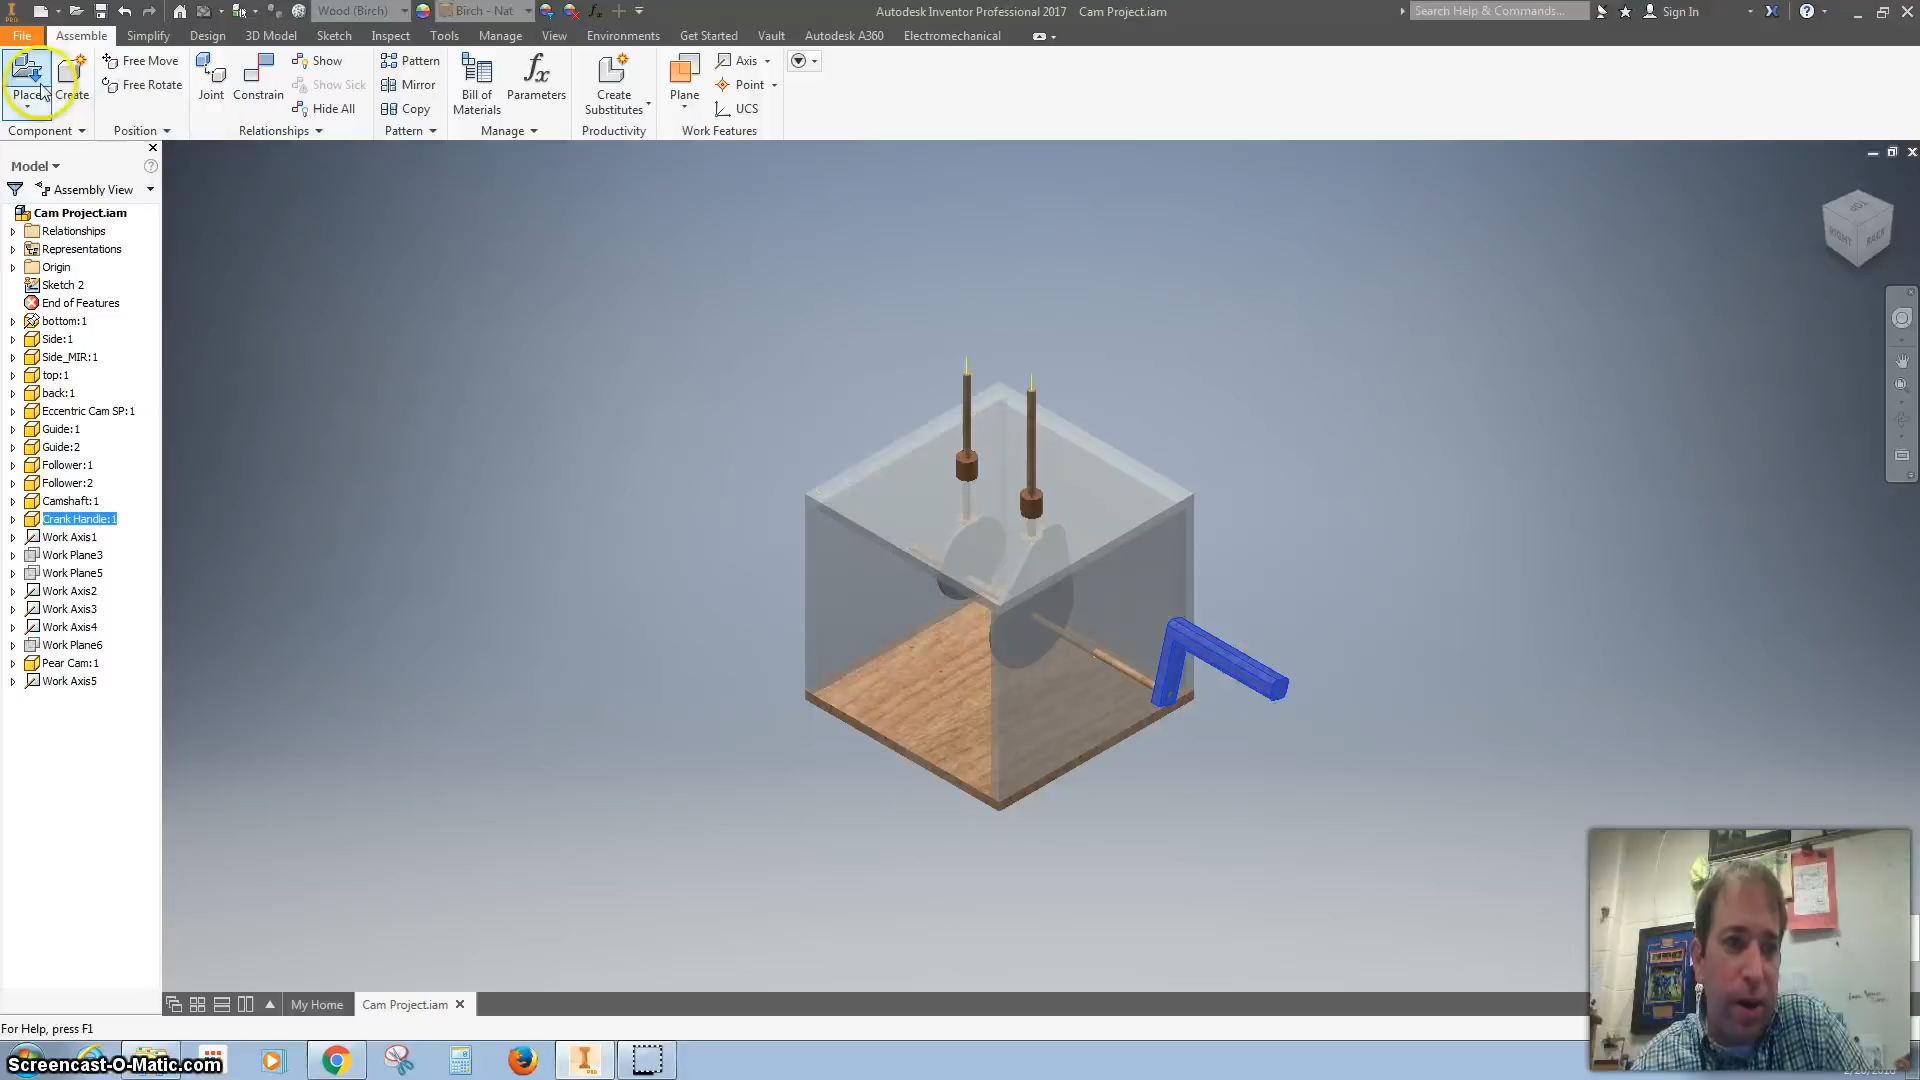 Wood (Birch)
Birch - Nat
Autodesk Inventor Professional 2017 Cam Project.iam
Search Help & Commands...
Sign In
File Assemble Simplify Design 3D Model Sketch Inspect Tools Manage View Environments Get Started Vault Autodesk A360 Electromechanical
Place
Create
Free Move
Free Rotate
Joint
Constrain
Show
Show Sick
Hide All
Pattern
Mirror
Copy
Bill of
Materials
fx
Parameters
Create
Substitutes
Plane
Axis
Point
UCS
Component Position Relationships Pattern Manage Productivity Work Features
Model
Assembly View
Cam Project.iam
Relationships
Representations
Origin
Sketch 2
End of Features
bottom:1
Side:1
Side_MIR:1
top:1
back:1
Eccentric Cam SP:1
Guide:1
Guide:2
Follower:1
Follower:2
Camshaft:1
Crank Handle:1
Work Axis1
Work Plane3
Work Plane5
Work Axis2
Work Axis3
Work Axis4
Work Plane6
Pear Cam:1
Work Axis5
TOP
RIGHT
BACK
My Home
Cam Project.iam
For Help, press F1
Screencast-O-Matic.com